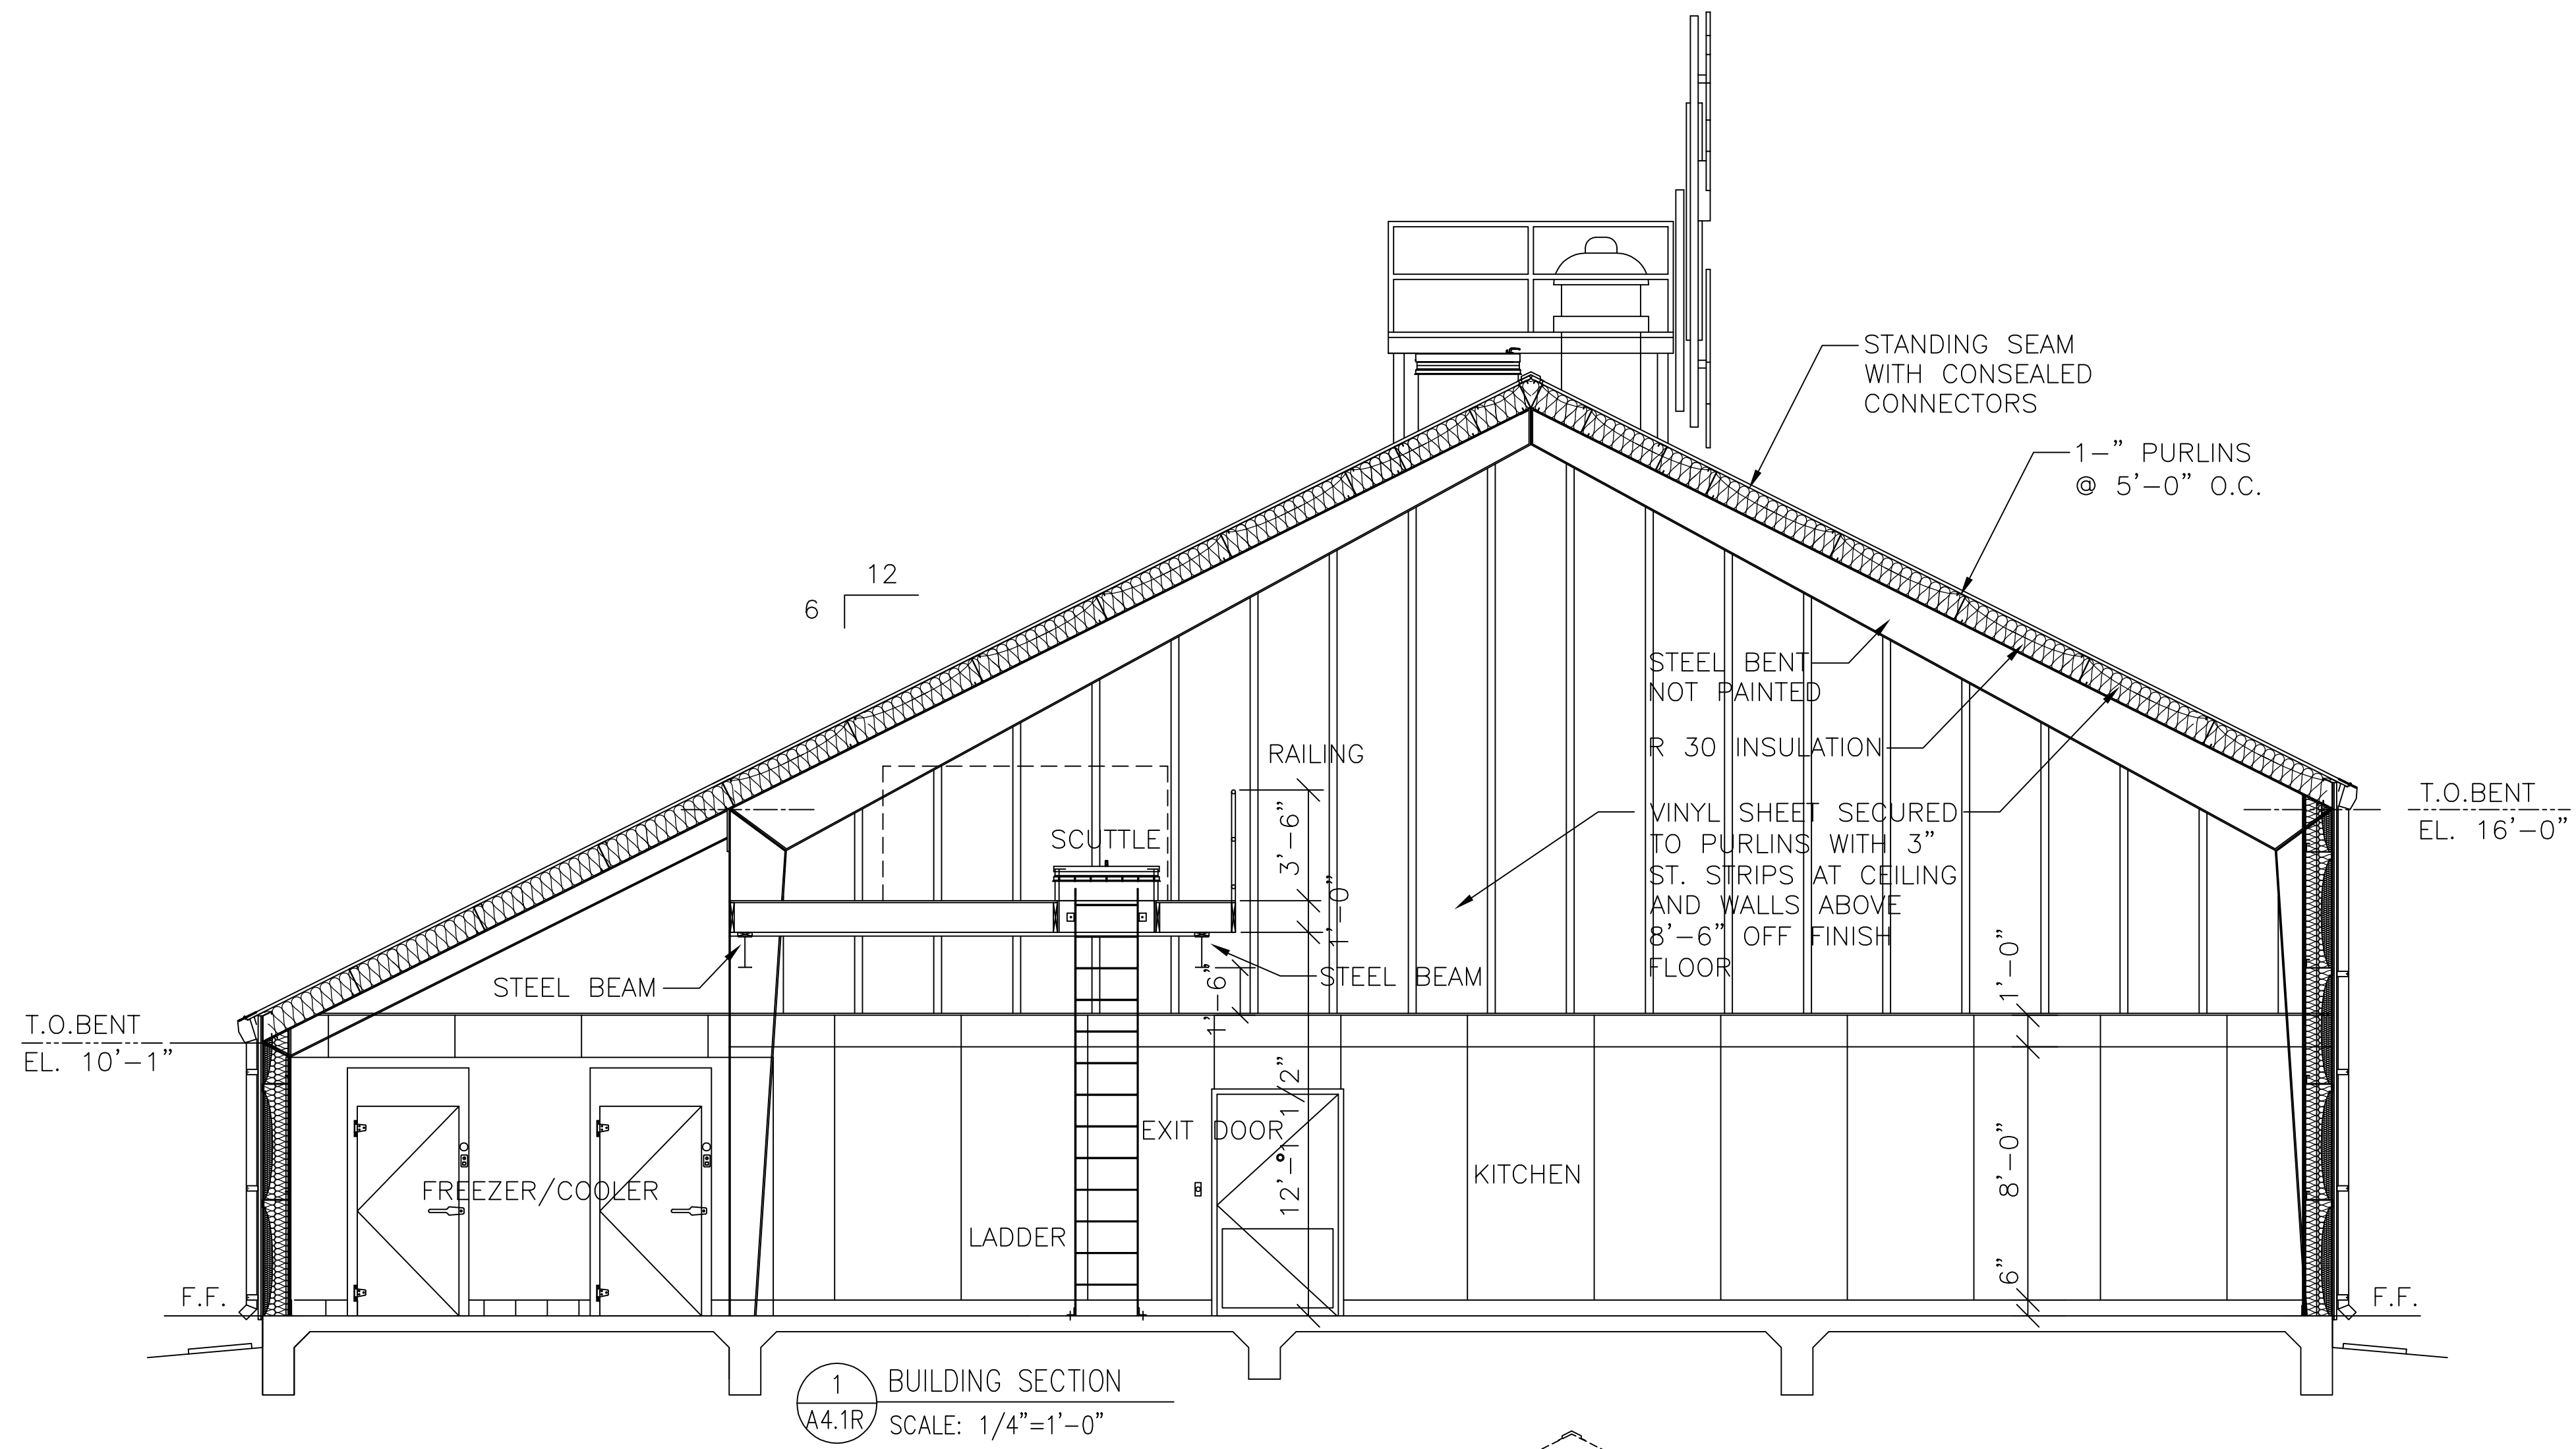 STANDING SEAM
WITH CONSEALED
CONNECTORS
1-" PURLINS
@ 5'-0" O.C.
12
6
STEEL BENT
NOT PAINTED
R 30 INSULATION
RAILING
3'-6"
VINYL SHEET SECURED
TO PURLINS WITH 3"
ST. STRIPS AT CEILING
AND WALLS ABOVE
8'-6" OFF FINISH
FLOOR
T.O.BENT
EL. 16'-0"
SCUTTLE
1'-0"
STEEL BEAM
STEEL BEAM
1'-6"
1'-0"
T.O.BENT
EL. 10'-1"
12'-1 1/2"
EXIT DOOR
KITCHEN
8'-0"
FREEZER/COOLER
LADDER
6"
F.F.
F.F.
1
A4.1R
BUILDING SECTION
SCALE: 1/4"=1'-0"